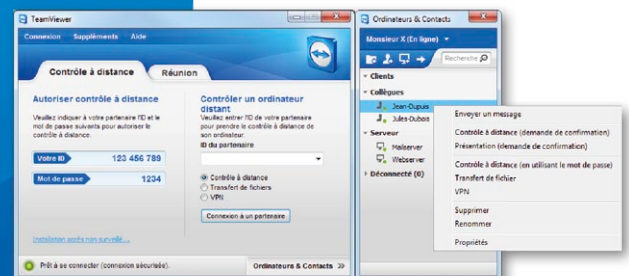 TeamViewer
Connexion Suppléments Aide
Contrôle à distance
Réunion
Autoriser contrôle à distance
Veuillez indiquer à votre partenaire l'ID et le
mot de passe suivants pour autoriser le
contrôle à distance.
Votre ID 123 456 789
Mot de passe 1234
Installation accès non surveillé...
Prêt à se connecter (connexion sécurisée).
Contrôler un ordinateur
distant
Veuillez entrer l'ID de votre partenaire
pour prendre le contrôle à distance de
son ordinateur.
ID du partenaire
Contrôle à distance
Transfert de fichiers
VPN
Connexion à un partenaire
Ordinateurs & Contacts
Ordinateurs & Contacts
Monsieur X (En ligne)
Recherche
Clients
Collègues
Jean-Dupuis
Jules-Dubois
Serveur
Mailserver
Webserver
Déconnecté (0)
Envoyer un message
Contrôle à distance (demande de confirmation)
Présentation (demande de confirmation)
Contrôle à distance (en utilisant le mot de passe)
Transfert de fichier
VPN
Supprimer
Renommer
Propriétés